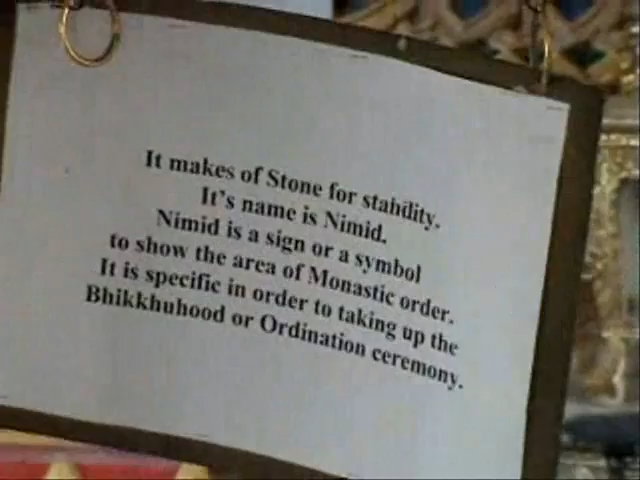 It makes of Stone for stability.
It's name is Nimid.
Nimid is a sign or a symbol
to show the area of Monastic order.
It is specific in order to taking up the
Bhikkhuhood or Ordination ceremony.